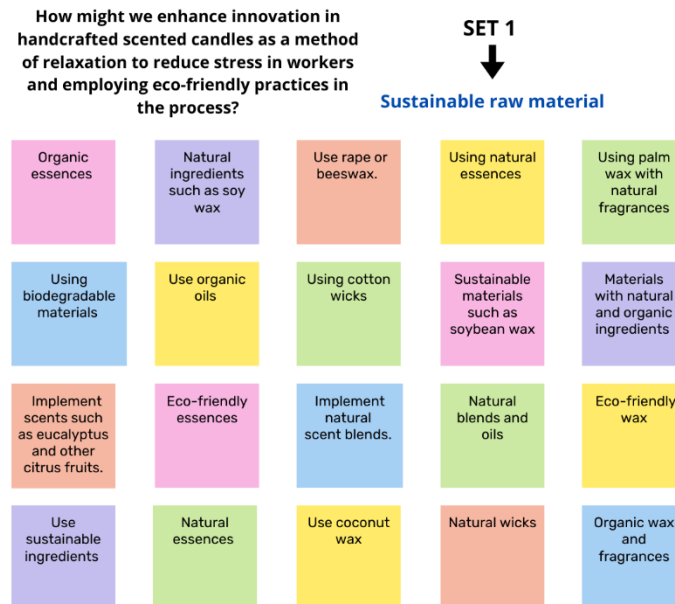 How might we enhance innovation in
handcrafted scented candles as a method
of relaxation to reduce stress in workers
and employing eco-friendly practices in
the process?
SET 1
Sustainable raw material
Organic
essences
Natural
ingredients
such as soy
wax
Use rape or
beeswax.
Using natural
essences
Using palm
wax with
natural
fragrances
Using
biodegradable
materials
Use organic
oils
Using cotton
wicks
Sustainable
materials
such as
soybean wax
Materials
with natural
and organic
ingredients
Implement
scents such
as eucalyptus
and other
citrus fruits.
Eco-friendly
essences
Implement
natural
scent blends.
Natural
blends and
oils
Eco-friendly
wax
Use
sustainable
ingredients
Natural
essences
Use coconut
wax
Natural wicks
Organic wax
and
fragrances